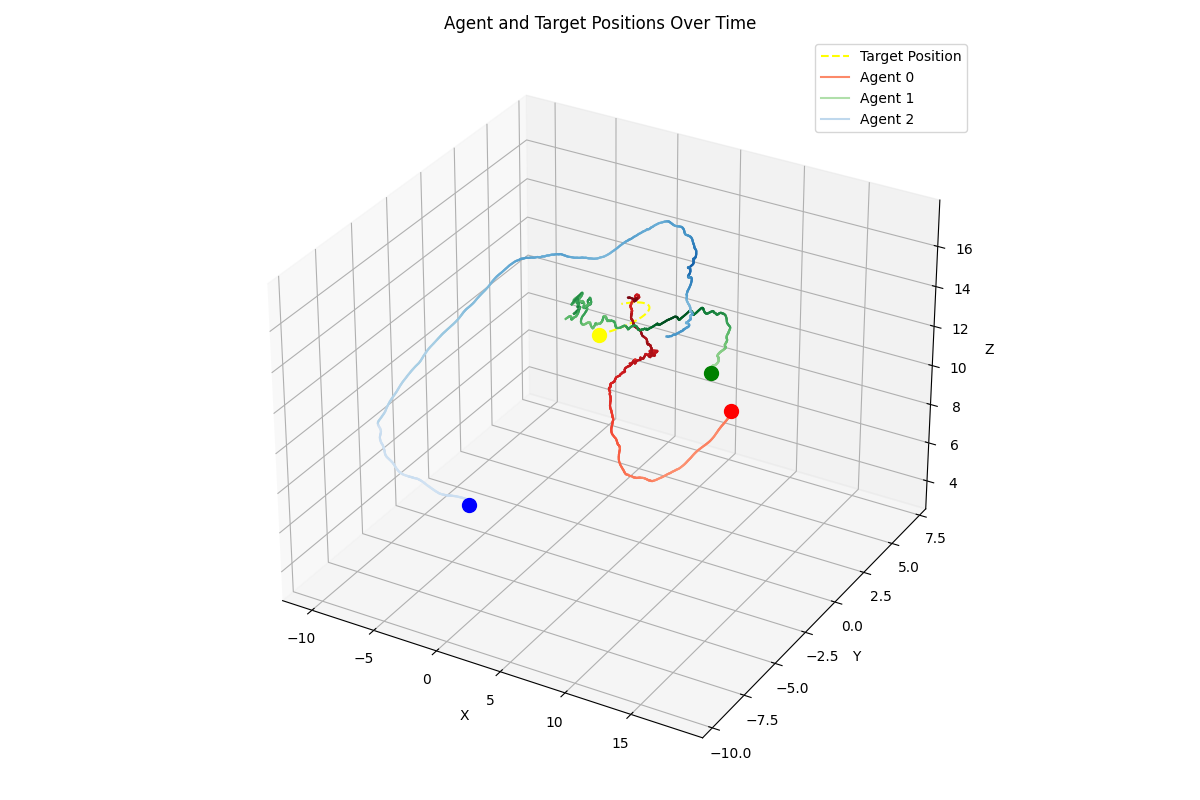 Agent and Target Positions Over Time
Target Position
Agent 0
Agent 1
Agent 2
16
14
12
10
8
6
4
Z
7.5
5.0
2.5
0.0
−2.5
−5.0
−7.5
−10.0
Y
−10
−5
0
5
10
15
X